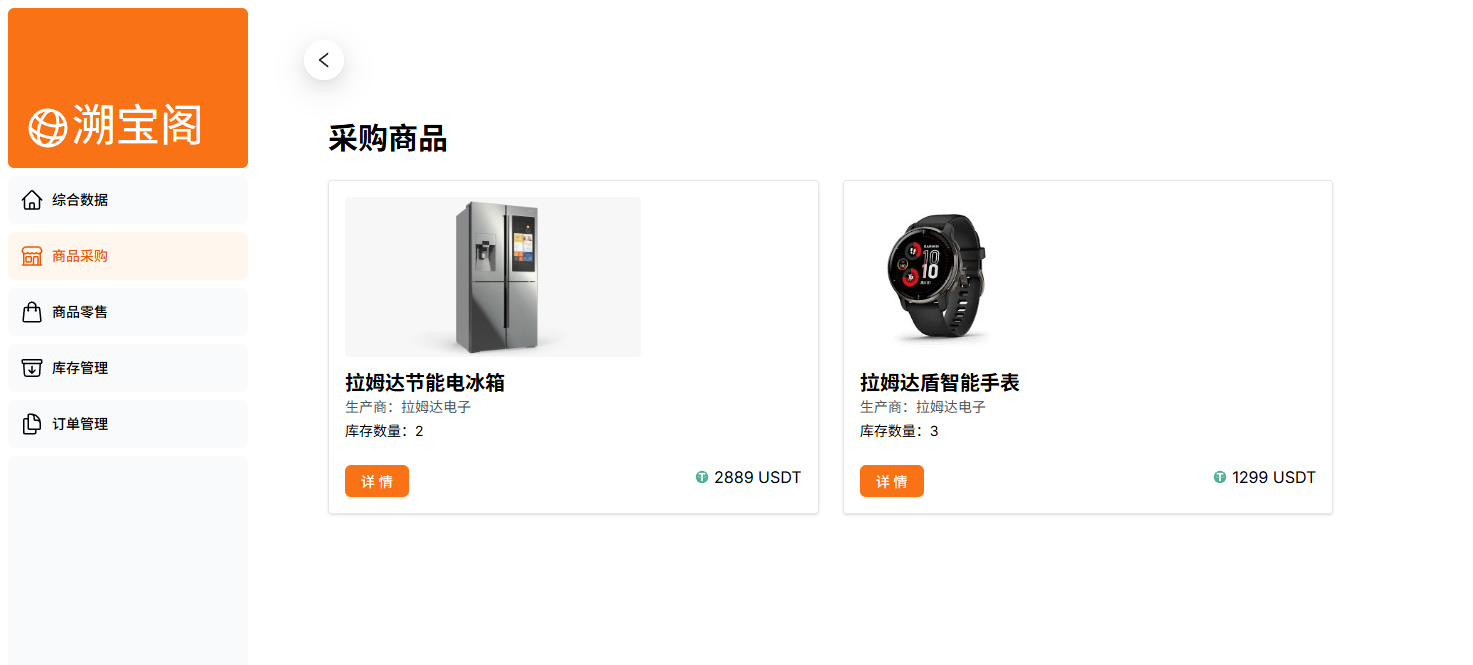 溯宝阁
综合数据
商品采购
商品零售
库存管理
订单管理
采购商品
拉姆达节能电冰箱
生产商：拉姆达电子
库存数量：2
详 情
2889 USDT
GARMIN
10
10
拉姆达盾智能手表
生产商：拉姆达电子
库存数量：3
详 情
1299 USDT